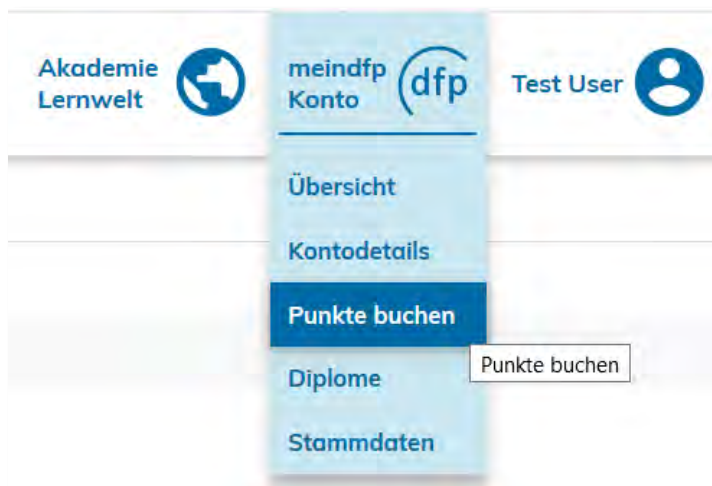 Akademie
Lernwelt
meindfp
Konto
dfp
Test User
Übersicht
Kontodetails
Punkte buchen
Punkte buchen
Diplome
Stammdaten